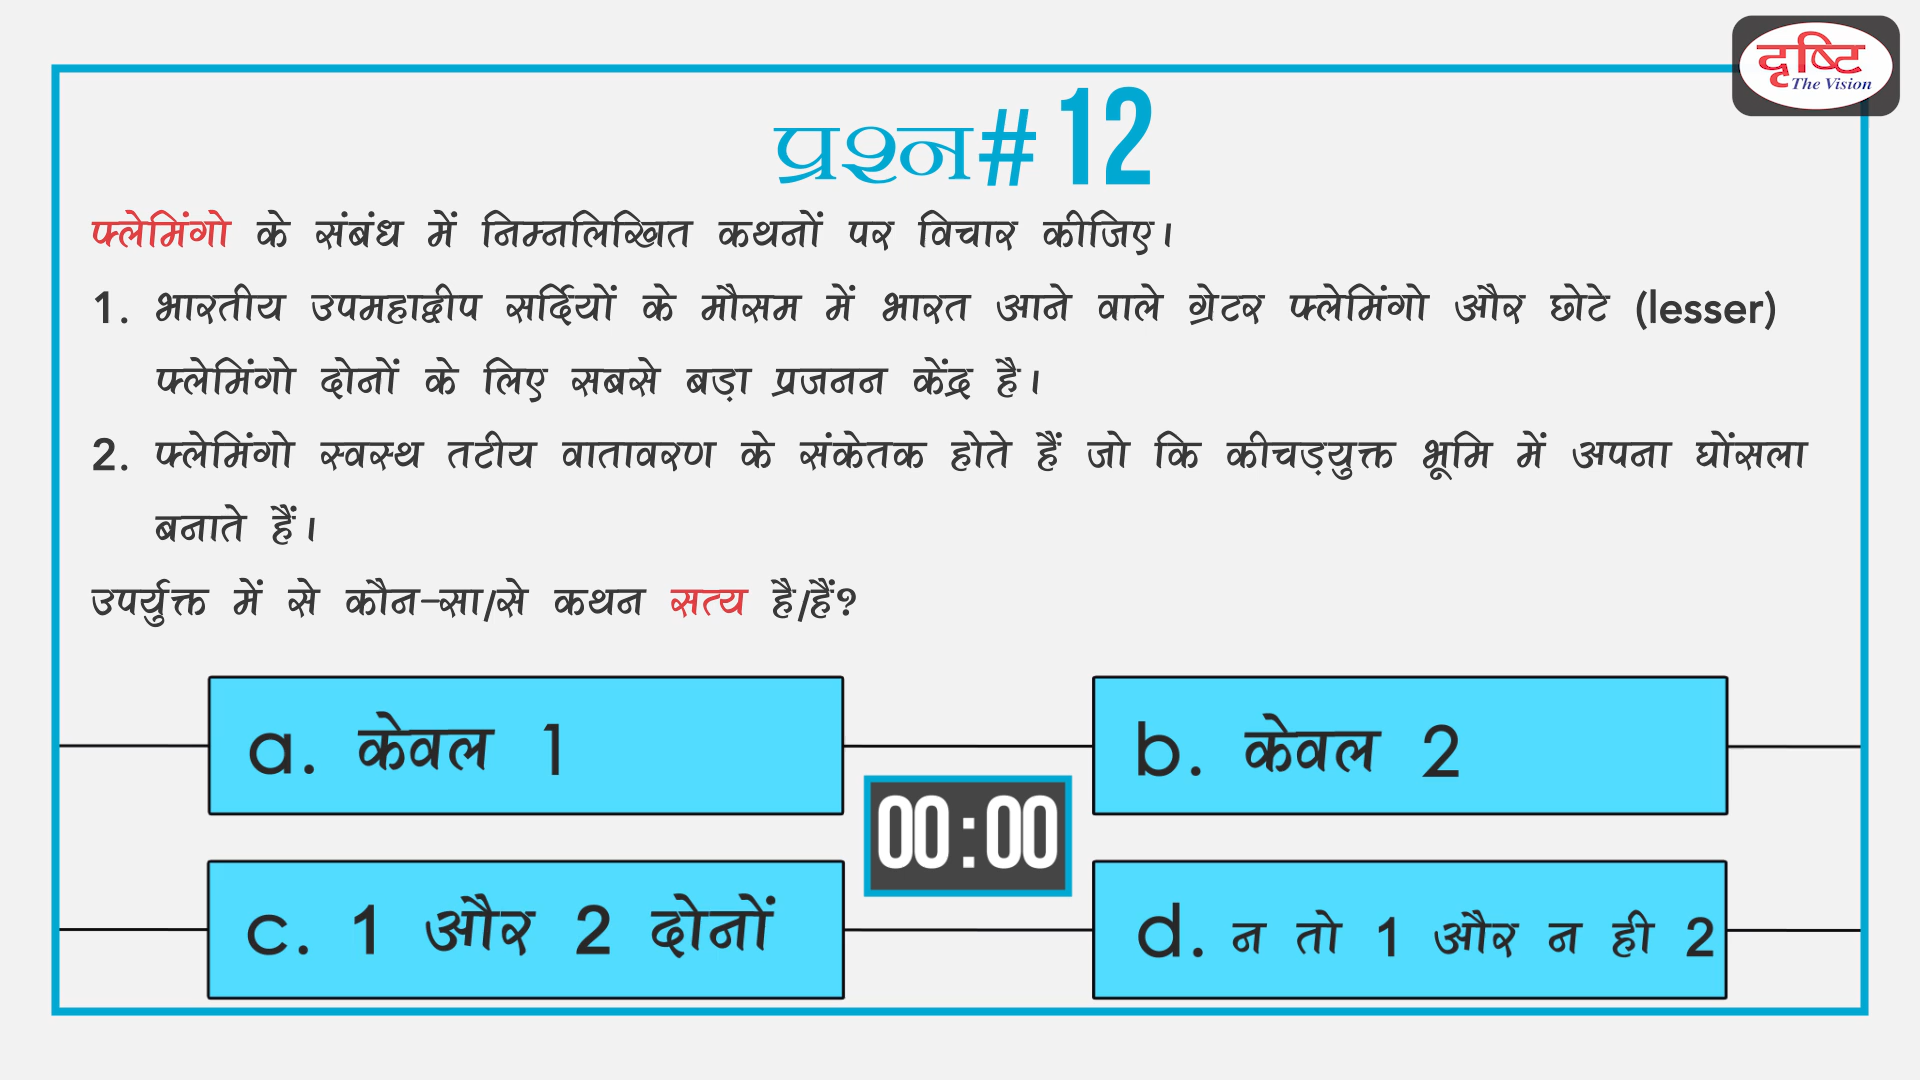 दृष्टि
The Vision
प्रश्न# 12
फ्लेमिंगो के संबंध में निम्नलिखित कथनों पर विचार कीजिए।
1. भारतीय उपमहाद्वीप सर्दियों के मौसम में भारत आने वाले ग्रेटर फ्लेमिंगो और छोटे (lesser)
फ्लेमिंगो दोनों के लिए सबसे बड़ा प्रजनन केंद्र है।
2. फ्लेमिंगो स्वस्थ तटीय वातावरण के संकेतक होते हैं जो कि कीचड़युक्त भूमि में अपना घोंसला
बनाते हैं।
उपर्युक्त में से कौन-सा/से कथन सत्य है/हैं?
a. केवल 1
b. केवल 2
00:00
c. 1 और 2 दोनों
d. न तो 1 और न ही 2